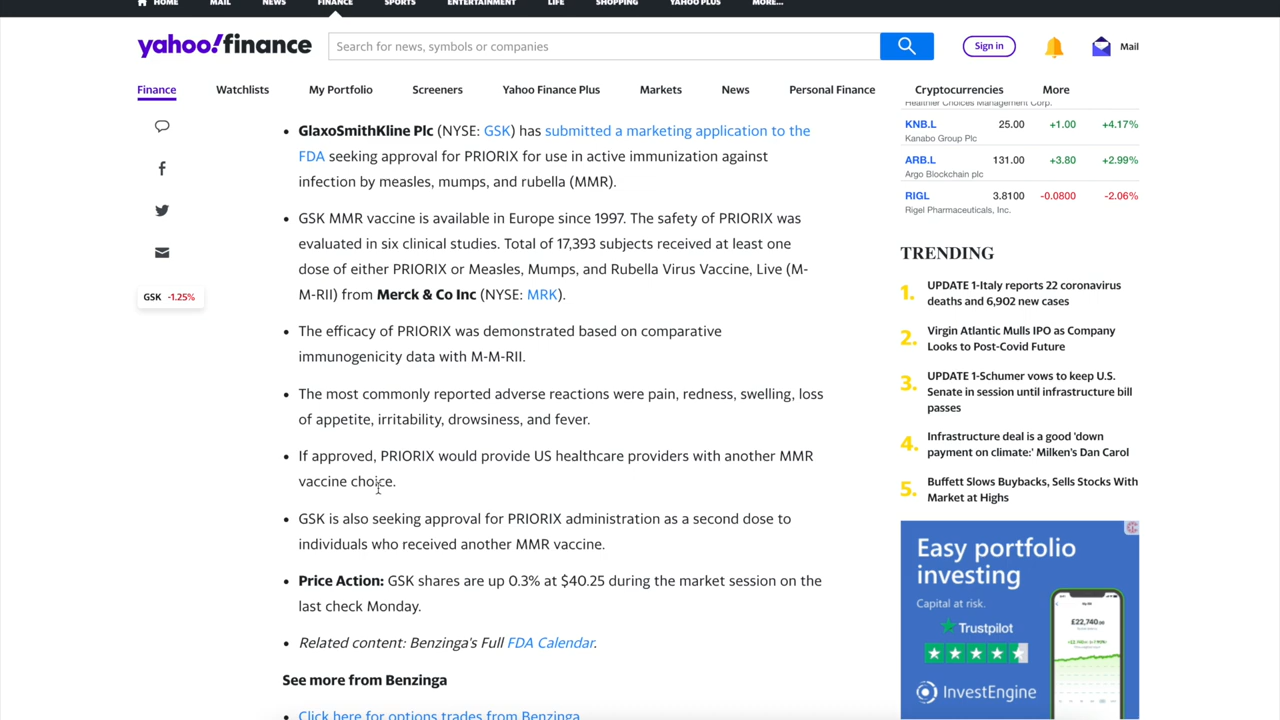 HOME MAIL NEWS FINANCE SPORTS ENTERTAINMENT LIFE SHOPPING YAHOO PLUS MORE...
yahoo!finance
Search for news, symbols or companies
Sign in
Mail
Finance Watchlists My Portfolio Screeners Yahoo Finance Plus Markets News Personal Finance Cryptocurrencies More
GSK -1.25%
• GlaxoSmithKline Plc (NYSE: GSK) has submitted a marketing application to the
FDA seeking approval for PRIORIX for use in active immunization against
infection by measles, mumps, and rubella (MMR).
• GSK MMR vaccine is available in Europe since 1997. The safety of PRIORIX was
evaluated in six clinical studies. Total of 17,393 subjects received at least one
dose of either PRIORIX or Measles, Mumps, and Rubella Virus Vaccine, Live (M-
M-RII) from Merck & Co Inc (NYSE: MRK).
• The efficacy of PRIORIX was demonstrated based on comparative
immunogenicity data with M-M-RII.
• The most commonly reported adverse reactions were pain, redness, swelling, loss
of appetite, irritability, drowsiness, and fever.
• If approved, PRIORIX would provide US healthcare providers with another MMR
vaccine choice.
• GSK is also seeking approval for PRIORIX administration as a second dose to
individuals who received another MMR vaccine.
• Price Action: GSK shares are up 0.3% at $40.25 during the market session on the
last check Monday.
• Related content: Benzinga's Full FDA Calendar.
See more from Benzinga
• Click here for options trades from Benzinga
Healthier Choices Management Corp.
KNB.L 25.00 +1.00 +4.17%
Kanabo Group Plc
ARB.L 131.00 +3.80 +2.99%
Argo Blockchain plc
RIGL 3.8100 -0.0800 -2.06%
Rigel Pharmaceuticals, Inc.
TRENDING
1. UPDATE 1-Italy reports 22 coronavirus
deaths and 6,902 new cases
2. Virgin Atlantic Mulls IPO as Company
Looks to Post-Covid Future
3. UPDATE 1-Schumer vows to keep U.S.
Senate in session until infrastructure bill
passes
4. Infrastructure deal is a good 'down
payment on climate:' Milken's Dan Carol
5. Buffett Slows Buybacks, Sells Stocks With
Market at Highs
Easy portfolio
investing
Capital at risk.
Trustpilot
InvestEngine
£22,740